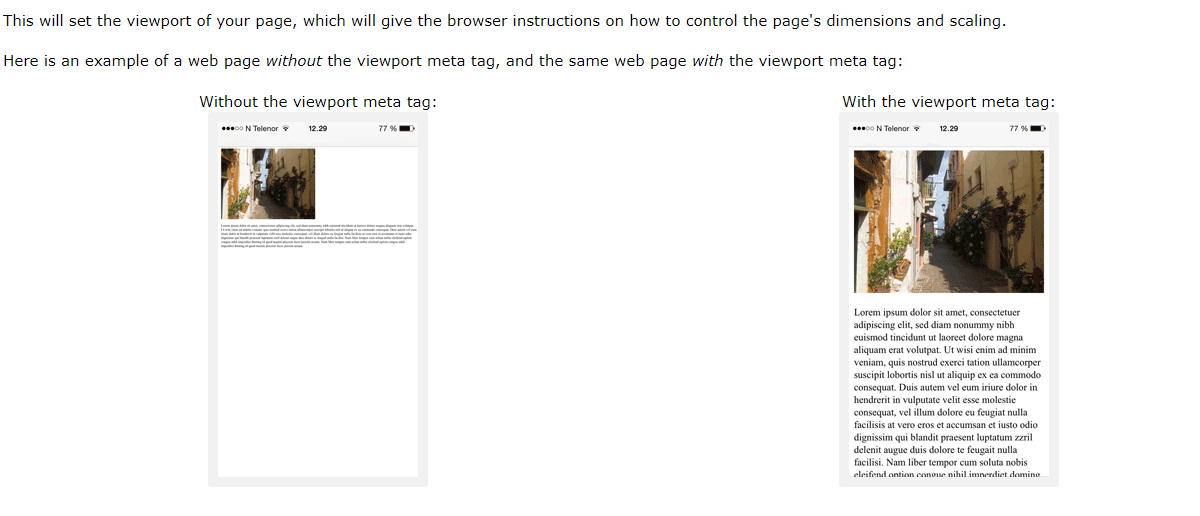 This will set the viewport of your page, which will give the browser instructions on how to control the page's dimensions and scaling.
Here is an example of a web page without the viewport meta tag, and the same web page with the viewport meta tag:
Without the viewport meta tag:
N Telenor 12.29 77 %
With the viewport meta tag:
N Telenor 12.29 77 %
Lorem ipsum dolor sit amet, consectetuer
adipiscing elit, sed diam nonummy nibh
euismod tincidunt ut laoreet dolore magna
aliquam erat volutpat. Ut wisi enim ad minim
veniam, quis nostrud exerci tation ullamcorper
suscipit lobortis nisl ut aliquip ex ea commodo
consequat. Duis autem vel eum iriure dolor in
hendrerit in vulputate velit esse molestie
consequat, vel illum dolore eu feugiat nulla
facilisis at vero eros et accumsan et iusto odio
dignissim qui blandit praesent luptatum zzril
delenit augue duis dolore te feugait nulla
facilisi. Nam liber tempor cum soluta nobis
eleifend option congue nihil imperdiet doming